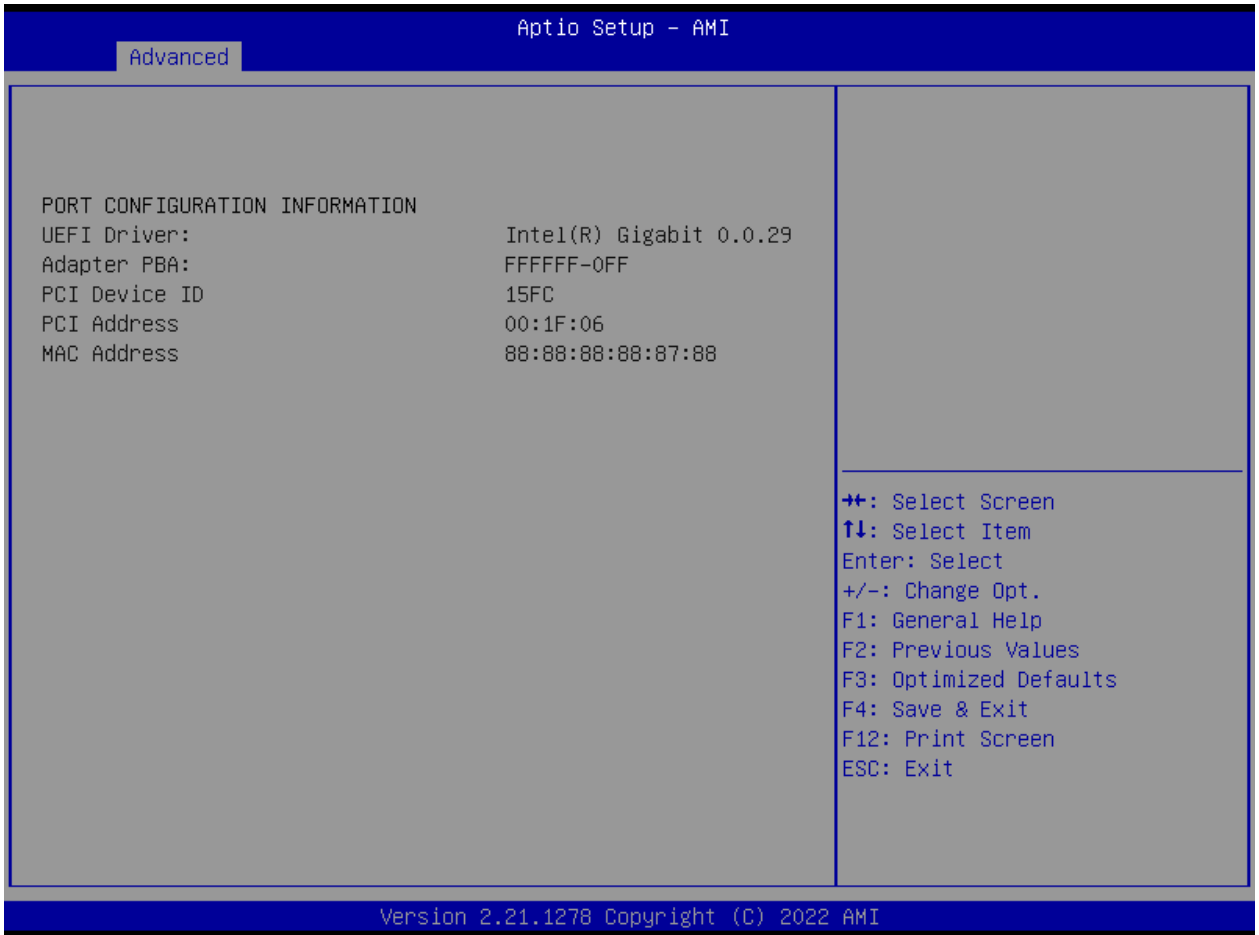 Aptio Setup – AMI
Advanced
PORT CONFIGURATION INFORMATION
UEFI Driver: Intel(R) Gigabit 0.0.29
Adapter PBA: FFFFFF-0FF
PCI Device ID 15FC
PCI Address 00:1F:06
MAC Address 88:88:88:88:87:88
→←: Select Screen
↑↓: Select Item
Enter: Select
+/-: Change Opt.
F1: General Help
F2: Previous Values
F3: Optimized Defaults
F4: Save & Exit
F12: Print Screen
ESC: Exit
Version 2.21.1278 Copyright (C) 2022 AMI